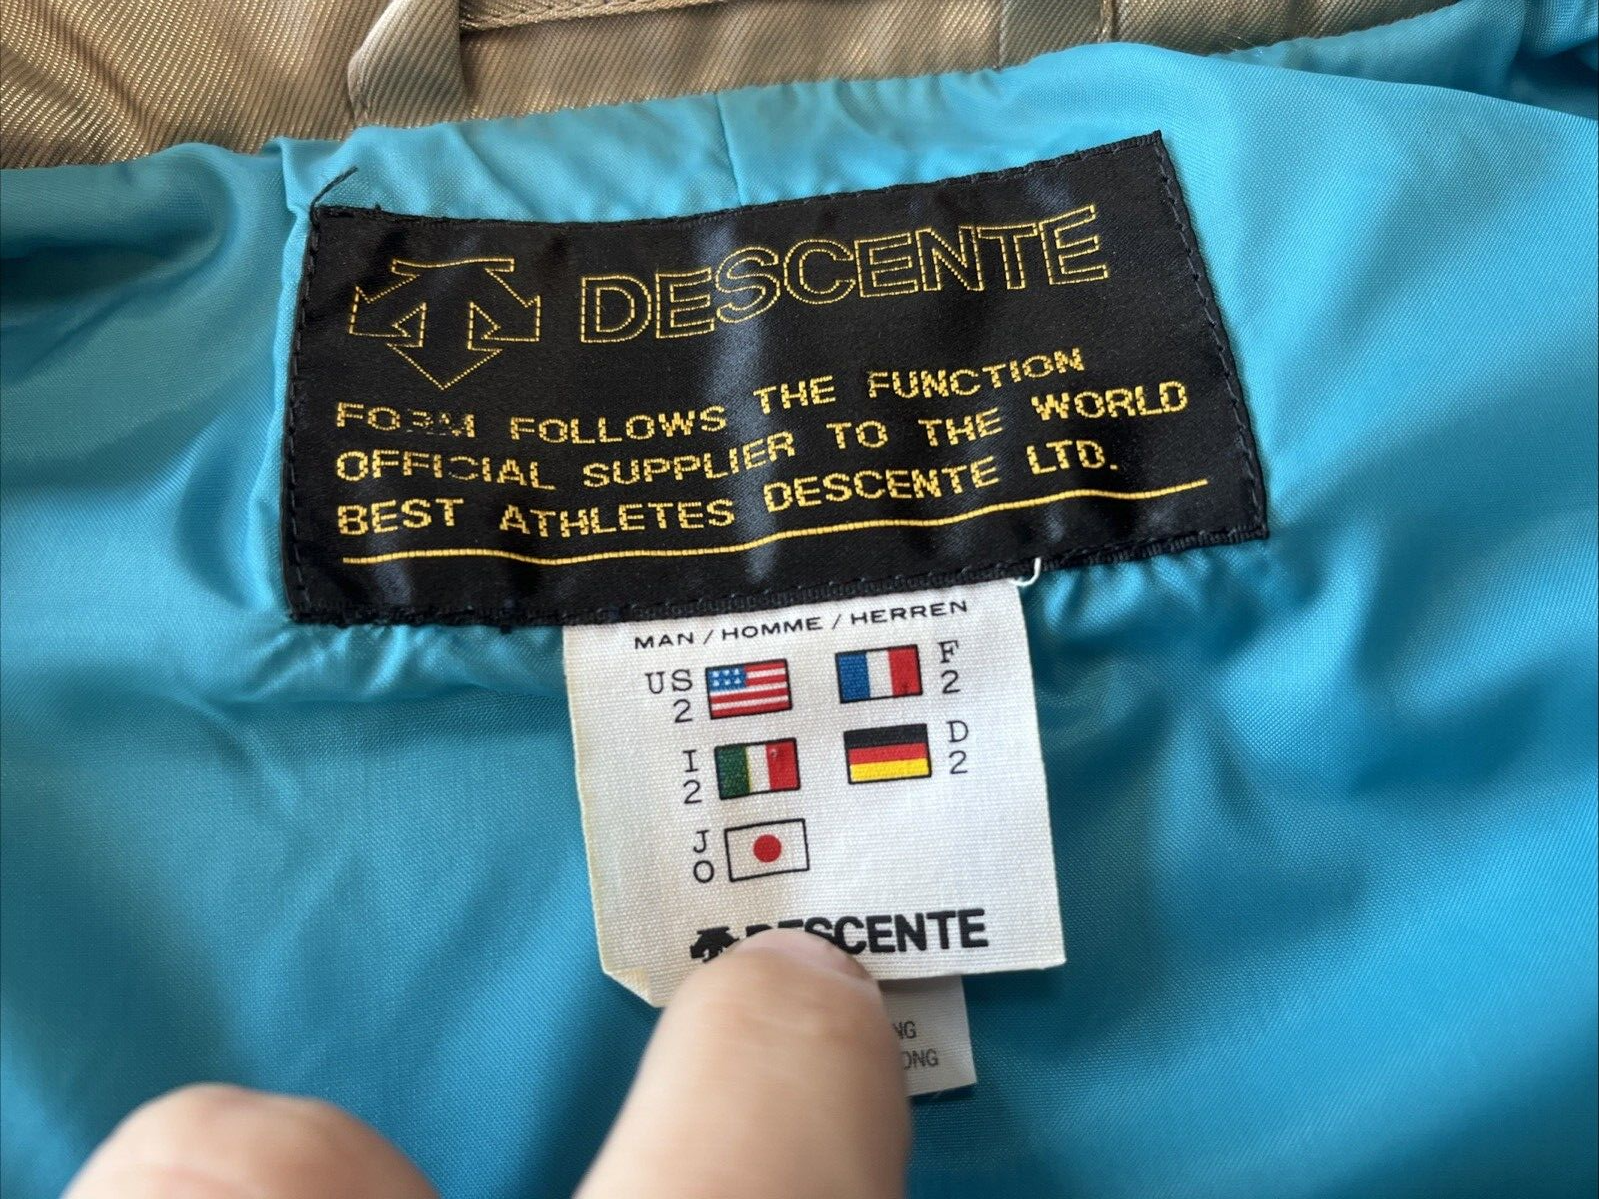 DESCENTE
FORM FOLLOWS THE FUNCTION
OFFICIAL SUPPLIER TO THE WORLD
BEST ATHLETES DESCENTE LTD.
MAN / HOMME / HERREN
US F
2 2
I D
2 2
J
O
DESCENTE